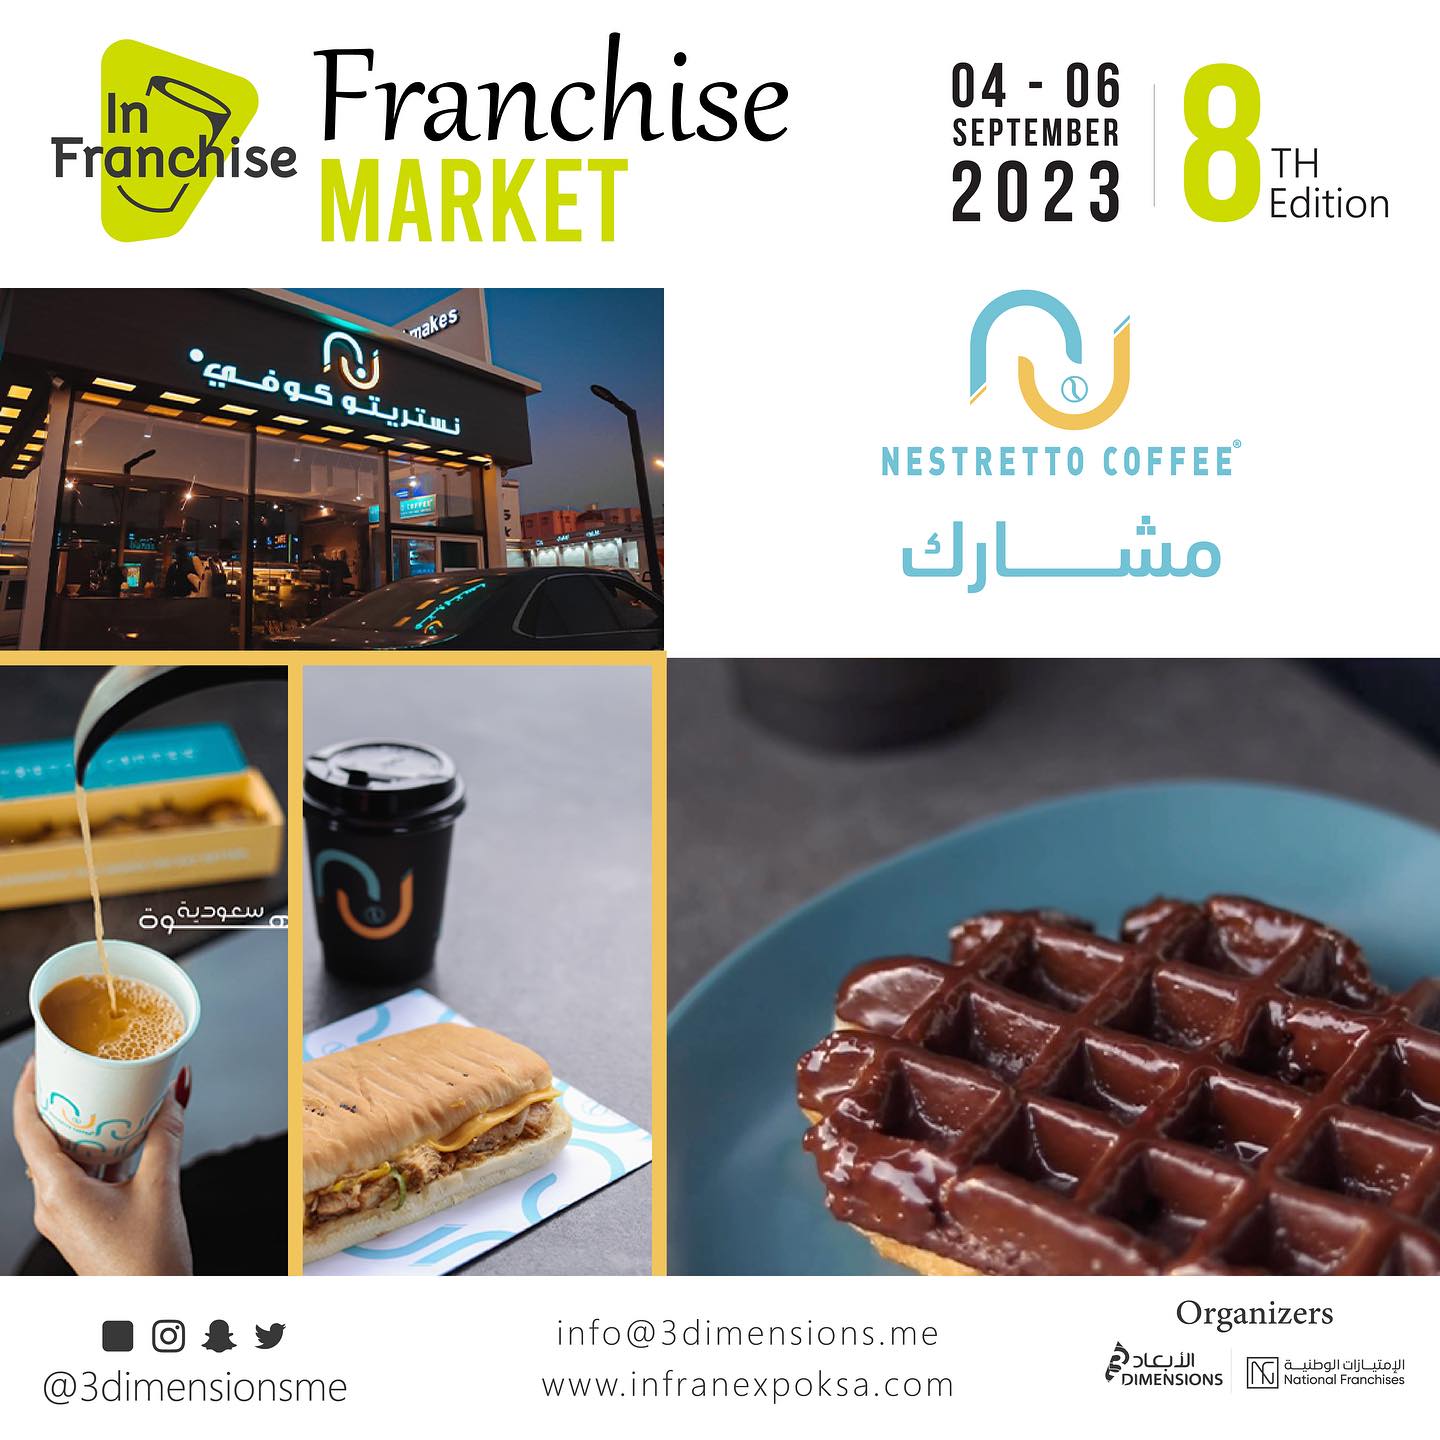 In
Franchise
Franchise
MARKET
04 - 06
SEPTEMBER
2023
8
TH
Edition
makes
نستريتو كوفي
NESTRETTO COFFEE®
مشـــــارك
سعودية
info@3dimensions.me
www.infranexpoksa.com
@3dimensionsme
Organizers
الأبعاد
3DIMENSIONS
الإمتيازات الوطنية
National Franchises